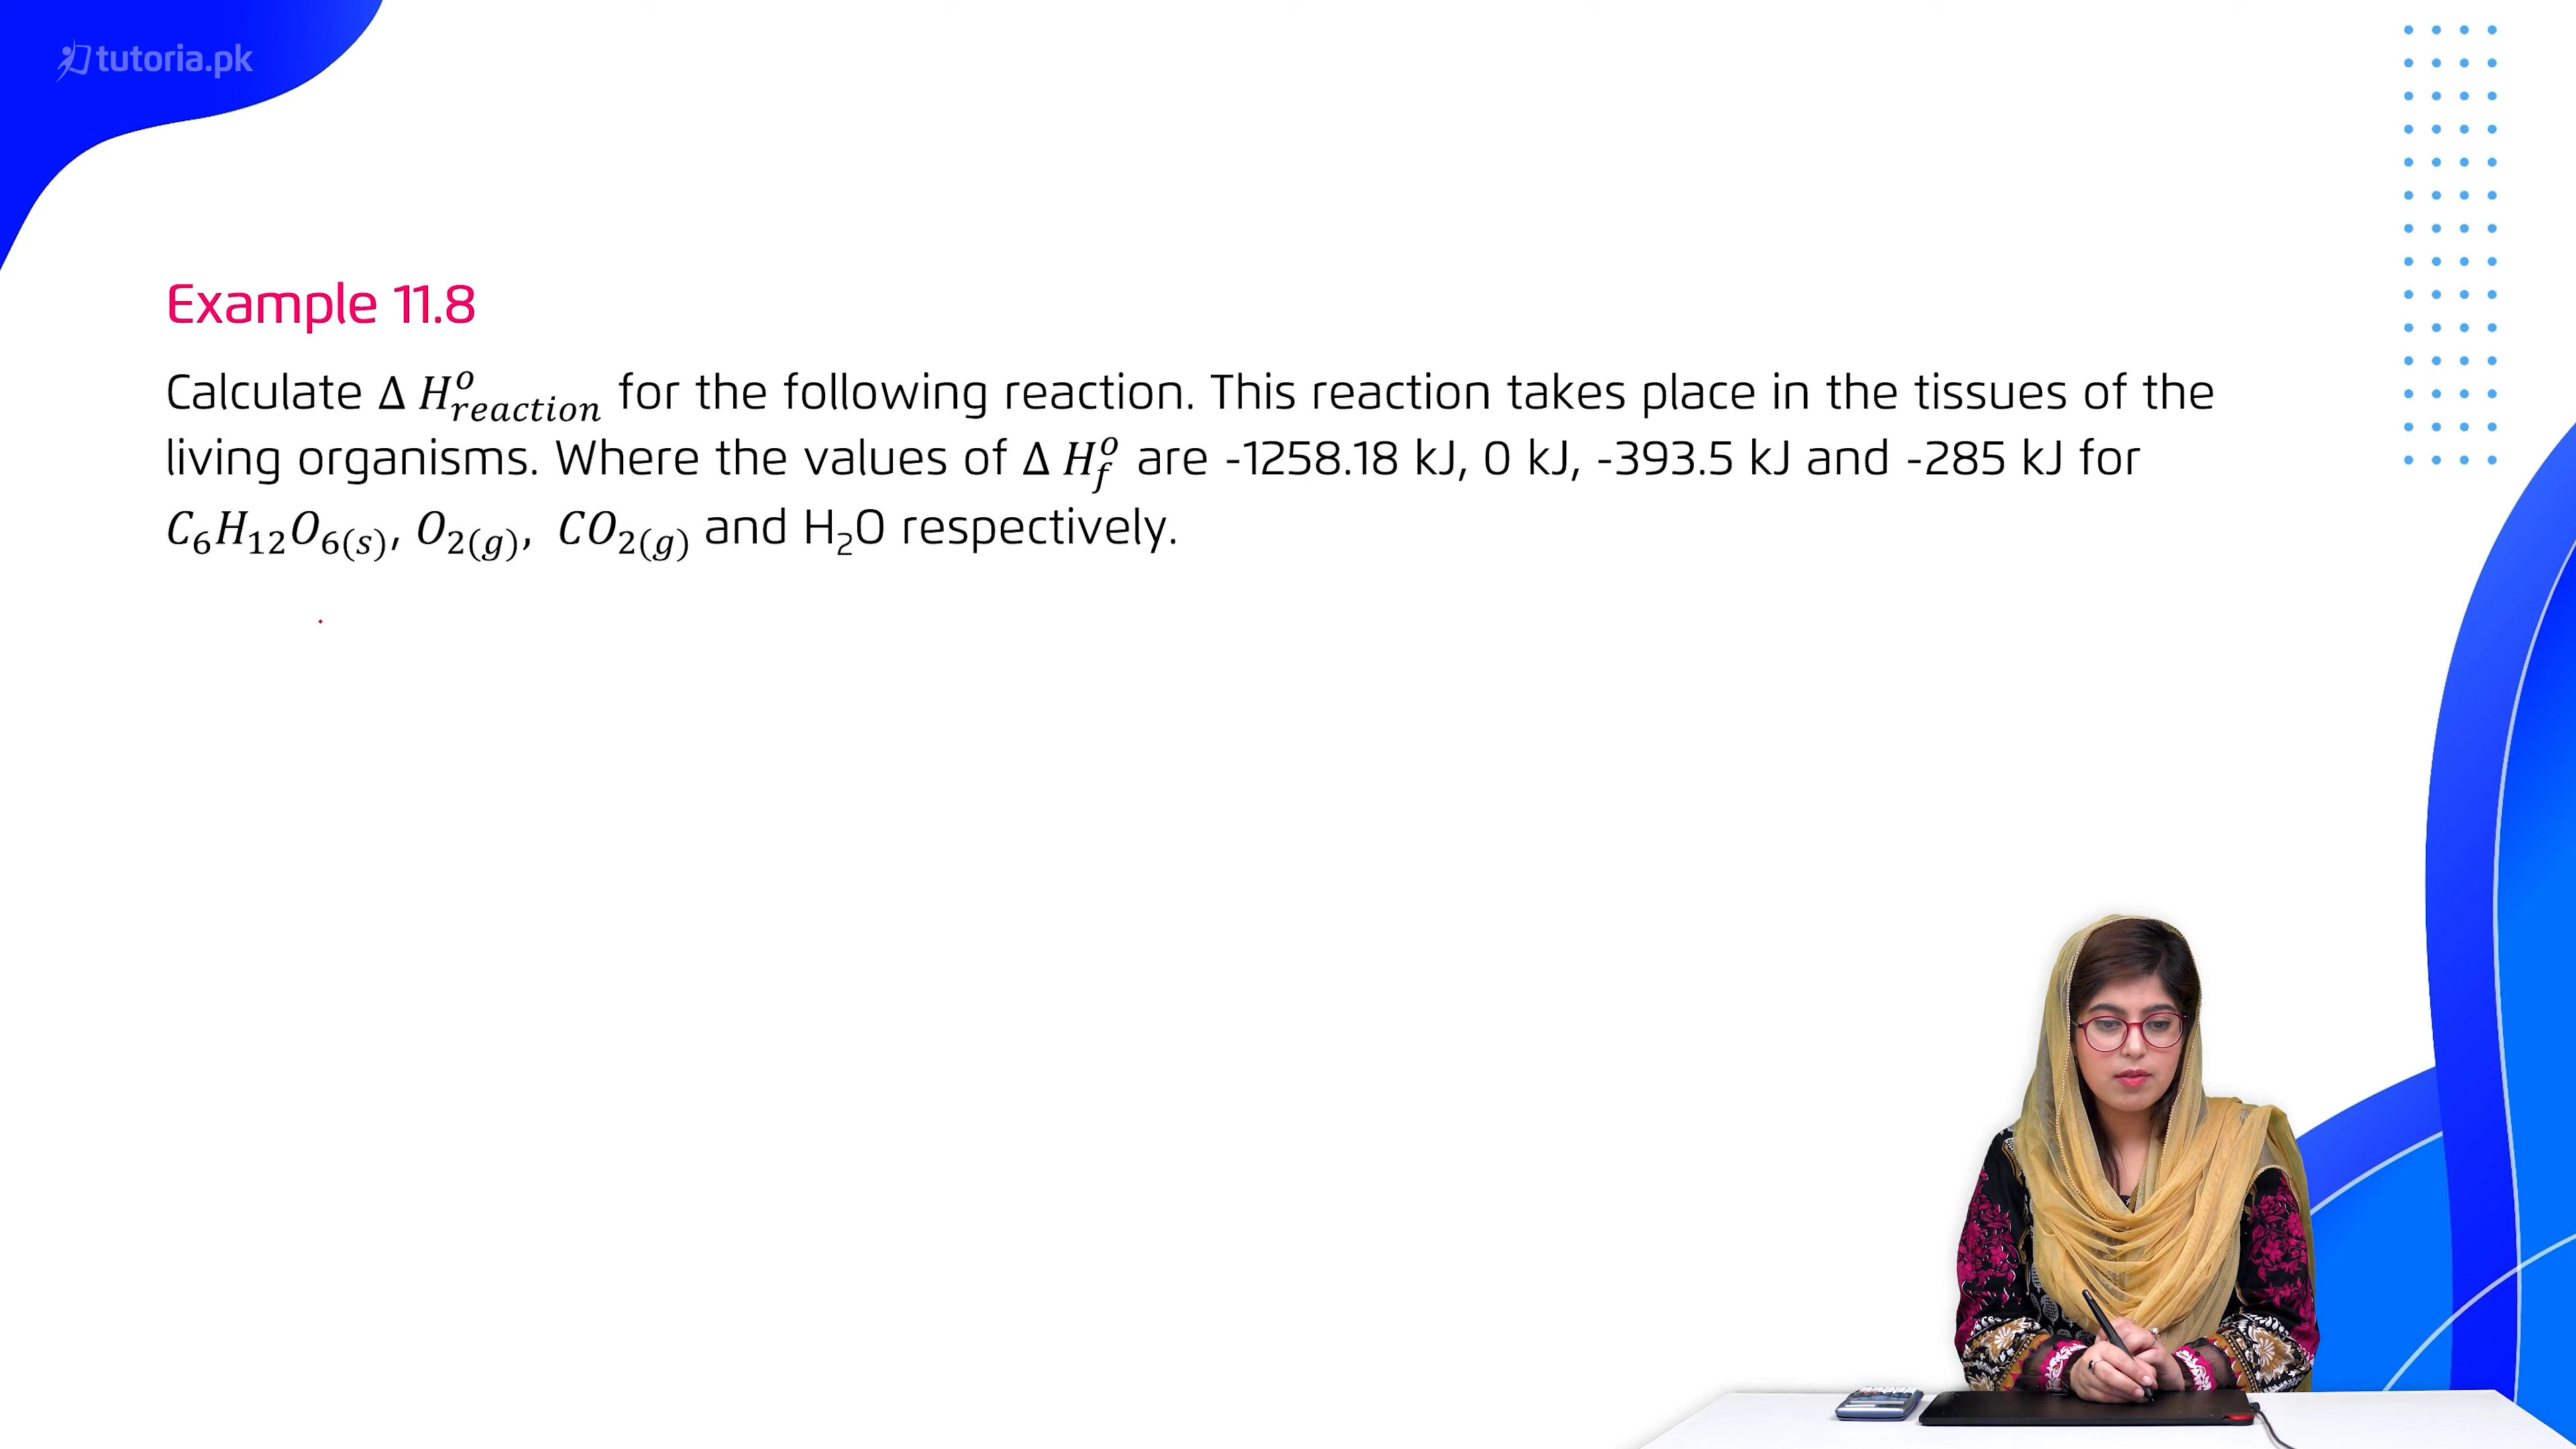 tutoria.pk
Example 11.8
Calculate Δ H°reaction for the following reaction. This reaction takes place in the tissues of the
living organisms. Where the values of Δ H°f are -1258.18 kJ, 0 kJ, -393.5 kJ and -285 kJ for
C₆H₁₂O₆(s), O₂(g), CO₂(g) and H₂O respectively.